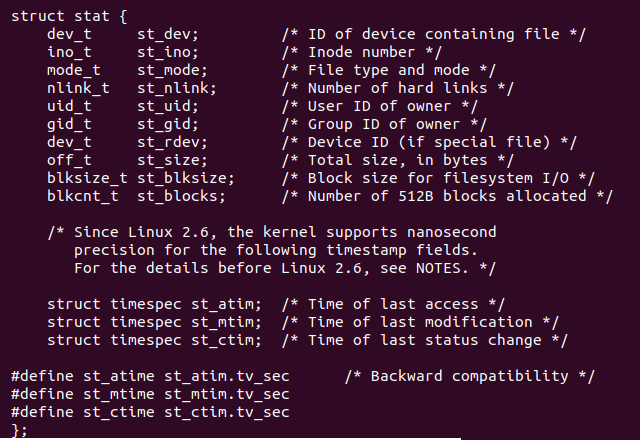 struct stat {
    dev_t     st_dev;         /* ID of device containing file */
    ino_t     st_ino;         /* Inode number */
    mode_t    st_mode;        /* File type and mode */
    nlink_t   st_nlink;       /* Number of hard links */
    uid_t     st_uid;         /* User ID of owner */
    gid_t     st_gid;         /* Group ID of owner */
    dev_t     st_rdev;        /* Device ID (if special file) */
    off_t     st_size;        /* Total size, in bytes */
    blksize_t st_blksize;     /* Block size for filesystem I/O */
    blkcnt_t  st_blocks;      /* Number of 512B blocks allocated */

    /* Since Linux 2.6, the kernel supports nanosecond
       precision for the following timestamp fields.
       For the details before Linux 2.6, see NOTES. */

    struct timespec st_atim;  /* Time of last access */
    struct timespec st_mtim;  /* Time of last modification */
    struct timespec st_ctim;  /* Time of last status change */

#define st_atime st_atim.tv_sec      /* Backward compatibility */
#define st_mtime st_mtim.tv_sec
#define st_ctime st_ctim.tv_sec
};